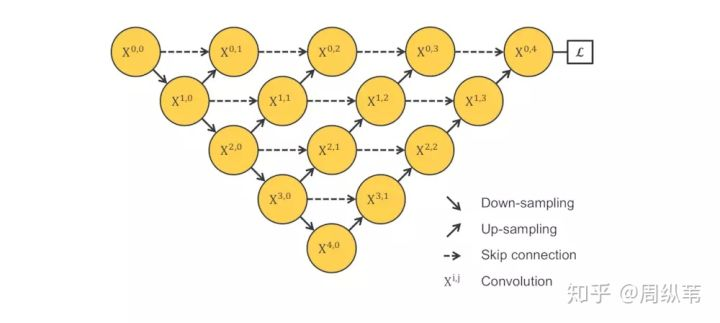 X^0,0 X^0,1 X^0,2 X^0,3 X^0,4 ℒ
X^1,0 X^1,1 X^1,2 X^1,3
X^2,0 X^2,1 X^2,2
X^3,0 X^3,1
X^4,0
Down-sampling
Up-sampling
Skip connection
X^i,j Convolution
知乎 @周纵苇